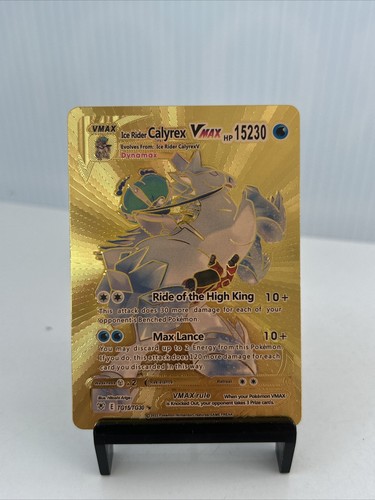 VMAX
Ice Rider Calyrex VMAX HP 15230
Evolves From: Ice Rider CalyrexV
Dynamax
Ride of the High King 10+
This attack does 30 more damage for each of your
opponent's Benched Pokémon.
Max Lance 10+
You may discard up to 2 Energy from this Pokémon.
If you do, this attack does 120 more damage for each
card you discarded in this way
VMAX rule When your Pokémon VMAX
is Knocked Out, your opponent takes 3 Prize cards.
E TG15/TG30